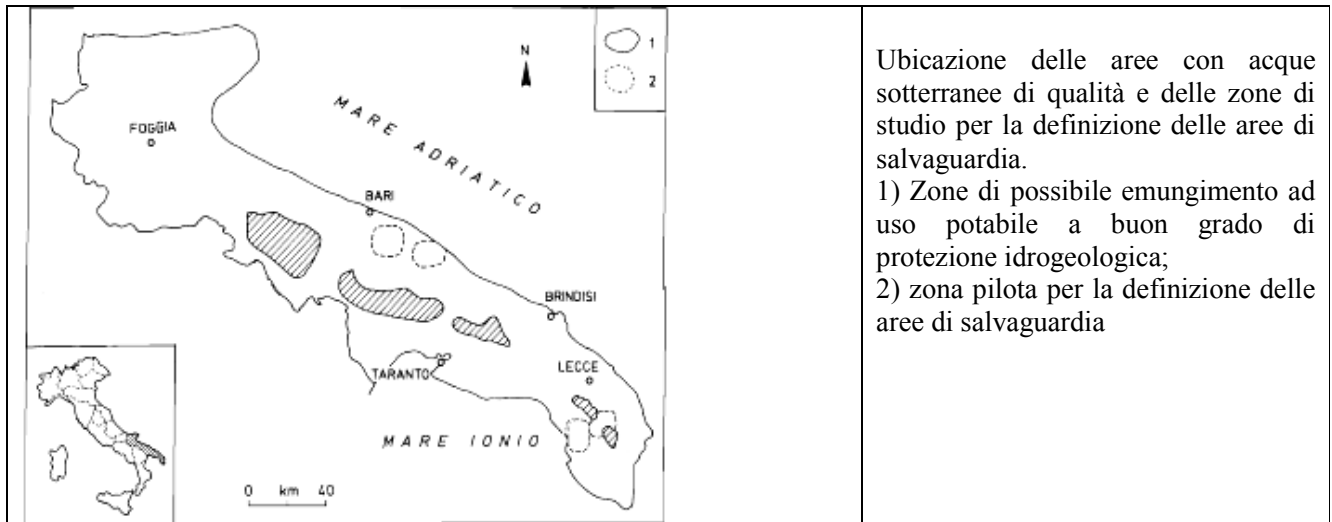 1
2
N
MARE ADRIATICO
FOGGIA
BARI
BRINDISI
TARANTO
LECCE
MARE IONIO
0 km 40
Ubicazione delle aree con acque
sotterranee di qualità e delle zone di
studio per la definizione delle aree di
salvaguardia.
1) Zone di possibile emungimento ad
uso potabile a buon grado di
protezione idrogeologica;
2) zona pilota per la definizione delle
aree di salvaguardia